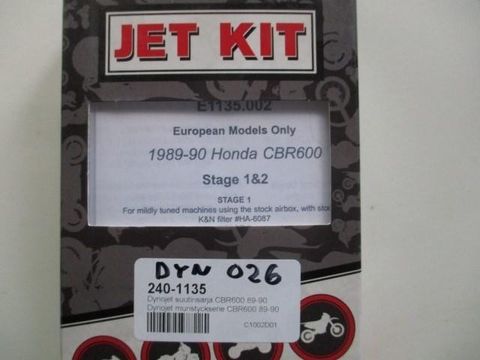 JET KIT
E1135.002
European Models Only
1989-90 Honda CBR600
Stage 1&2
STAGE 1
For mildly tuned machines using the stock airbox, with stoc
K&N filter #HA-6087
DYN 026
240-1135
Dynojet suutinsarja CBR600 89-90
Dynojet munstycksene CBR600 89-90
C1002D01